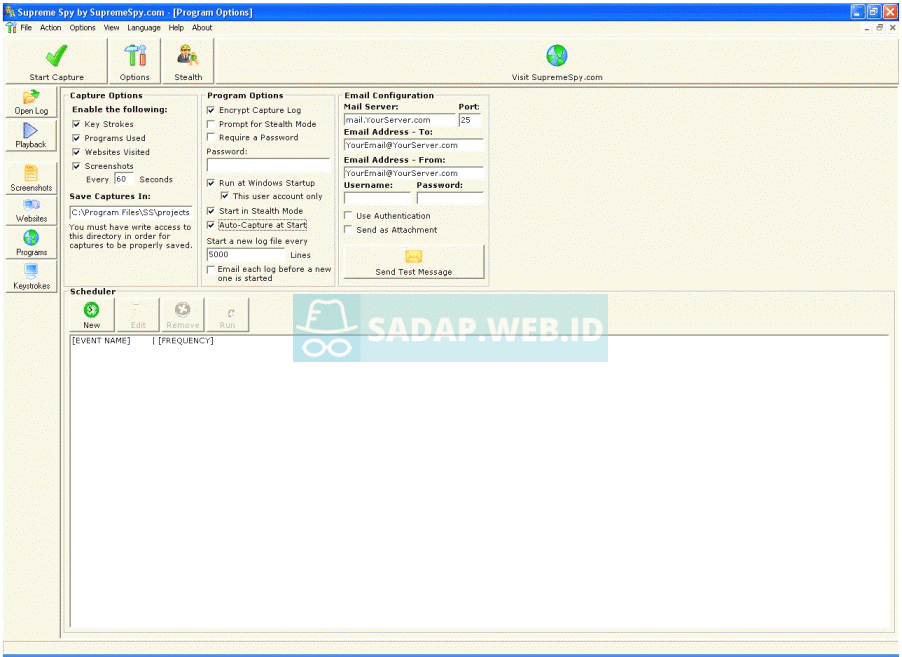 Supreme Spy by SupremeSpy.com - [Program Options]
File Action Options View Language Help About
Start Capture
Options
Stealth
Visit SupremeSpy.com
Open Log
Playback
Screenshots
Websites
Programs
Keystrokes
Capture Options
Enable the following:
Key Strokes
Programs Used
Websites Visited
Screenshots
Every 60 Seconds
Save Captures In:
C:\Program Files\SS\projects
You must have write access to
this directory in order for
captures to be properly saved.
Program Options
Encrypt Capture Log
Prompt for Stealth Mode
Require a Password
Password:
Run at Windows Startup
This user account only
Start in Stealth Mode
Auto-Capture at Start
Start a new log file every
5000 Lines
Email each log before a new
one is started
Email Configuration
Mail Server: Port:
mail.YourServer.com 25
Email Address - To:
YourEmail@YourServer.com
Email Address - From:
YourEmail@YourServer.com
Username: Password:
Use Authentication
Send as Attachment
Send Test Message
Scheduler
New Edit Remove Run
[EVENT NAME] | [FREQUENCY]
SADAP.WEB.ID